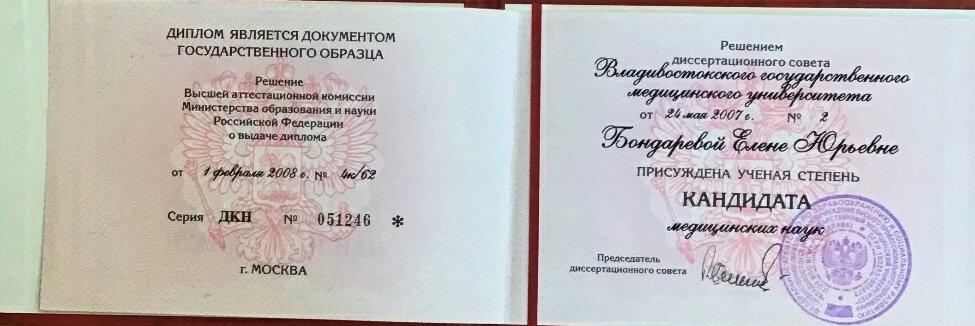 ДИПЛОМ ЯВЛЯЕТСЯ ДОКУМЕНТОМ
ГОСУДАРСТВЕННОГО ОБРАЗЦА
Решение
Высшей аттестационной комиссии
Министерства образования и науки
Российской Федерации
о выдаче диплома
от 1 февраля 2008 г. № 4к/62
Серия ДКН № 051246 *
г. МОСКВА
Решением
диссертационного совета
Владивостокского государственного
медицинского университета
от 24 мая 2007 г. № 2
Бондаревой Елене Юрьевне
ПРИСУЖДЕНА УЧЕНАЯ СТЕПЕНЬ
КАНДИДАТА
медицинских наук
Председатель
диссертационного совета